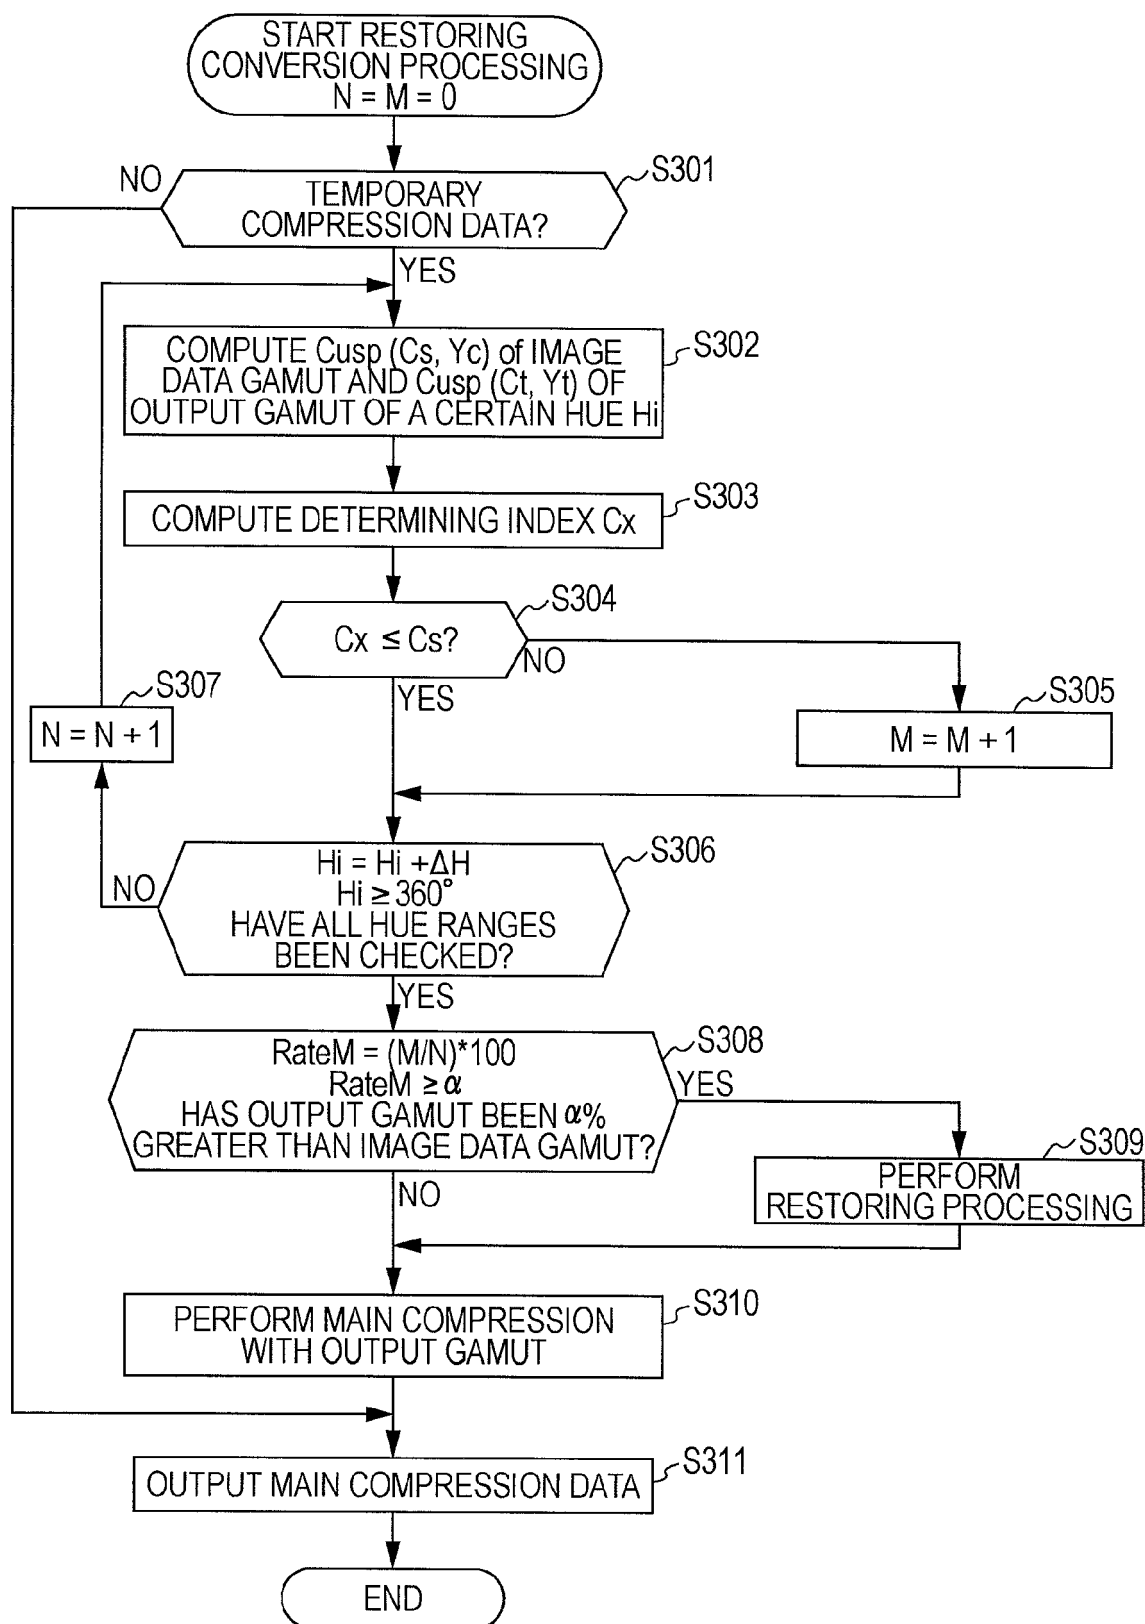 START RESTORING
CONVERSION PROCESSING
N = M = 0
NO
S301
TEMPORARY
COMPRESSION DATA?
YES
S302
COMPUTE Cusp (Cs, Yc) of IMAGE
DATA GAMUT AND Cusp (Ct, Yt) OF
OUTPUT GAMUT OF A CERTAIN HUE Hi
S303
COMPUTE DETERMINING INDEX Cx
S304
Cx ≤ Cs?
NO
YES
S307
N = N + 1
S305
M = M + 1
S306
Hi = Hi +ΔH
Hi ≥ 360°
HAVE ALL HUE RANGES
BEEN CHECKED?
NO
YES
S308
RateM = (M/N)*100
RateM ≥ α
HAS OUTPUT GAMUT BEEN α%
GREATER THAN IMAGE DATA GAMUT?
YES
NO
S309
PERFORM
RESTORING PROCESSING
S310
PERFORM MAIN COMPRESSION
WITH OUTPUT GAMUT
S311
OUTPUT MAIN COMPRESSION DATA
END